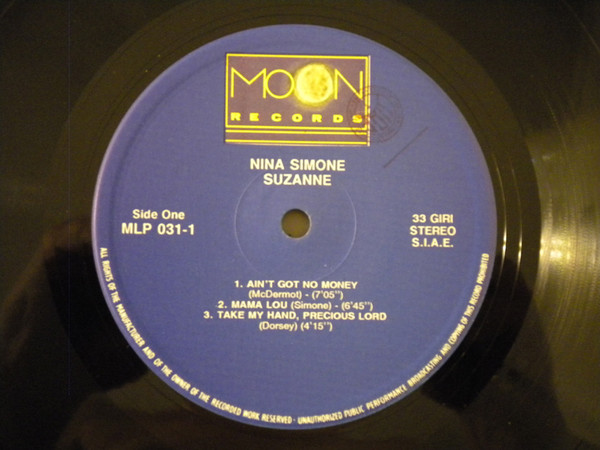 MOON
RECORDS
NINA SIMONE
SUZANNE
Side One
MLP 031-1
33 GIRI
STEREO
S.I.A.E.
1. AIN'T GOT NO MONEY
(McDermot) - (7'05")
2. MAMA LOU (Simone) - (6'45")
3. TAKE MY HAND, PRECIOUS LORD
(Dorsey) (4'15")
ALL RIGHTS OF THE MANUFACTURER AND OF THE OWNER OF THE RECORDED WORK RESERVED - UNAUTHORIZED PUBLIC PERFORMANCE BROADCASTING AND COPYING OF THIS RECORD PROHIBITED